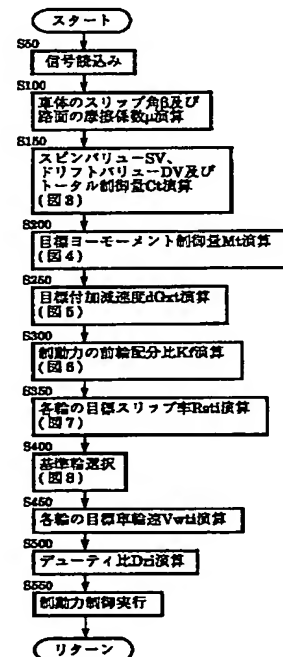 スタート
S50
信号読込み
S100
車体のスリップ角β及び
路面の摩擦係数μ演算
S150
スピンバリューSV、
ドリフトバリューDV及び
トータル制御量Ct演算
(図3)
S200
目標ヨーモーメント制御量Mt演算
(図4)
S250
目標付加減速度dGxt演算
(図5)
S300
制動力の前輪配分比Kf演算
(図6)
S350
各輪の目標スリップ率Rsti演算
(図7)
S400
基準輪選択
(図8)
S450
各輪の目標車輪速Vwti演算
S500
デューティ比Dri演算
S550
制動力制御実行
リターン